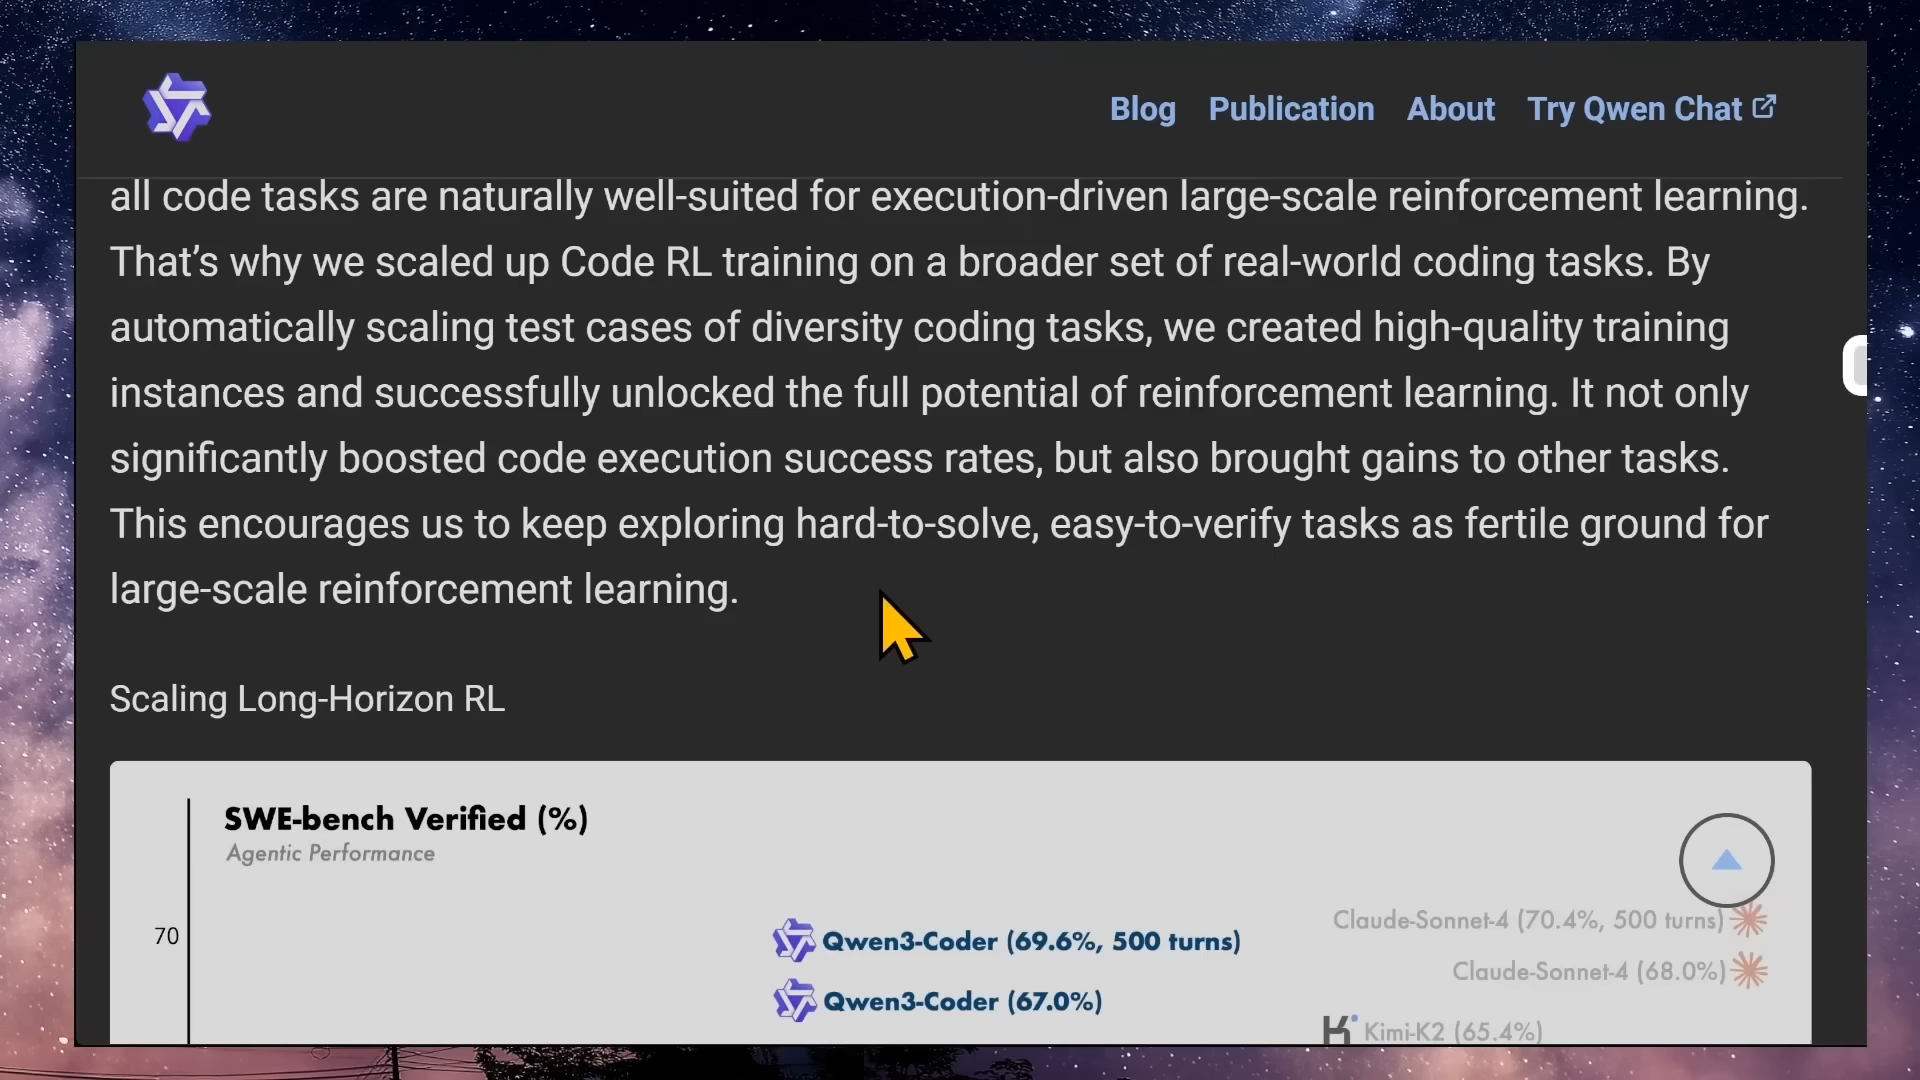 Blog Publication About Try Qwen Chat
all code tasks are naturally well-suited for execution-driven large-scale reinforcement learning.
That’s why we scaled up Code RL training on a broader set of real-world coding tasks. By
automatically scaling test cases of diversity coding tasks, we created high-quality training
instances and successfully unlocked the full potential of reinforcement learning. It not only
significantly boosted code execution success rates, but also brought gains to other tasks.
This encourages us to keep exploring hard-to-solve, easy-to-verify tasks as fertile ground for
large-scale reinforcement learning.
Scaling Long-Horizon RL
SWE-bench Verified (%)
Agentic Performance
70
Claude-Sonnet-4 (70.4%, 500 turns)
Qwen3-Coder (69.6%, 500 turns)
Claude-Sonnet-4 (68.0%)
Qwen3-Coder (67.0%)
Kimi-K2 (65.4%)